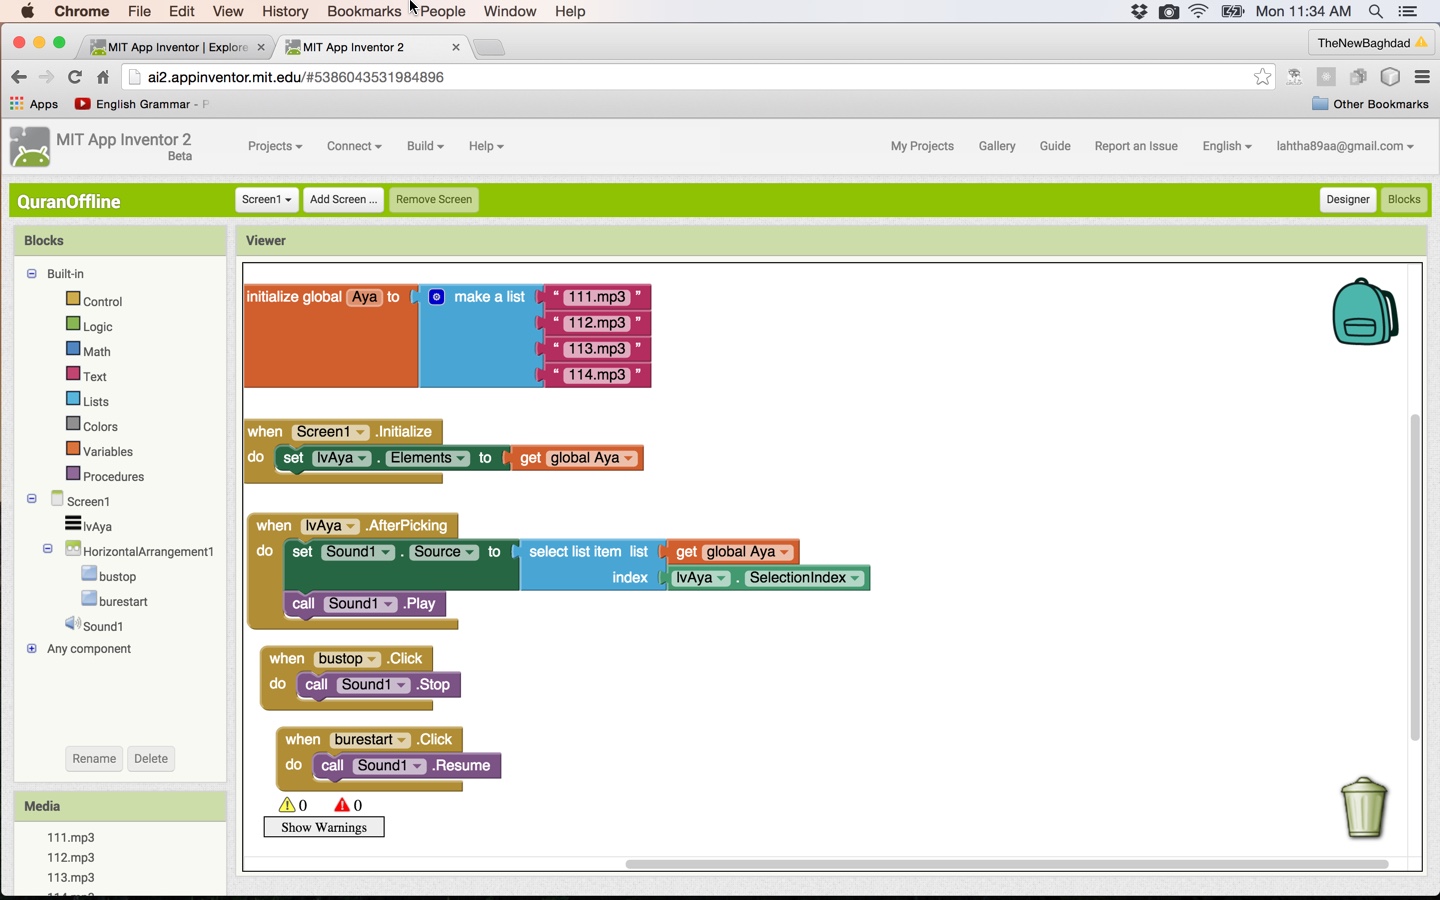 Chrome File Edit View History Bookmarks People Window Help Mon 11:34 AM
MIT App Inventor | Explore MIT App Inventor 2 TheNewBaghdad
ai2.appinventor.mit.edu/#5386043531984896
Apps English Grammar - P Other Bookmarks
MIT App Inventor 2
Beta
Projects Connect Build Help My Projects Gallery Guide Report an Issue English lahtha89aa@gmail.com
QuranOffline Screen1 Add Screen ... Remove Screen Designer Blocks
Blocks
Built-in
Control
Logic
Math
Text
Lists
Colors
Variables
Procedures
Screen1
lvAya
HorizontalArrangement1
bustop
burestart
Sound1
Any component
Rename Delete
Media
111.mp3
112.mp3
113.mp3
114.mp3
Viewer
initialize global Aya to make a list “ 111.mp3 ”
“ 112.mp3 ”
“ 113.mp3 ”
“ 114.mp3 ”
when Screen1 .Initialize
do set lvAya . Elements to get global Aya
when lvAya .AfterPicking
do set Sound1 . Source to select list item list get global Aya
index lvAya . SelectionIndex
call Sound1 .Play
when bustop .Click
do call Sound1 .Stop
when burestart .Click
do call Sound1 .Resume
0 0
Show Warnings